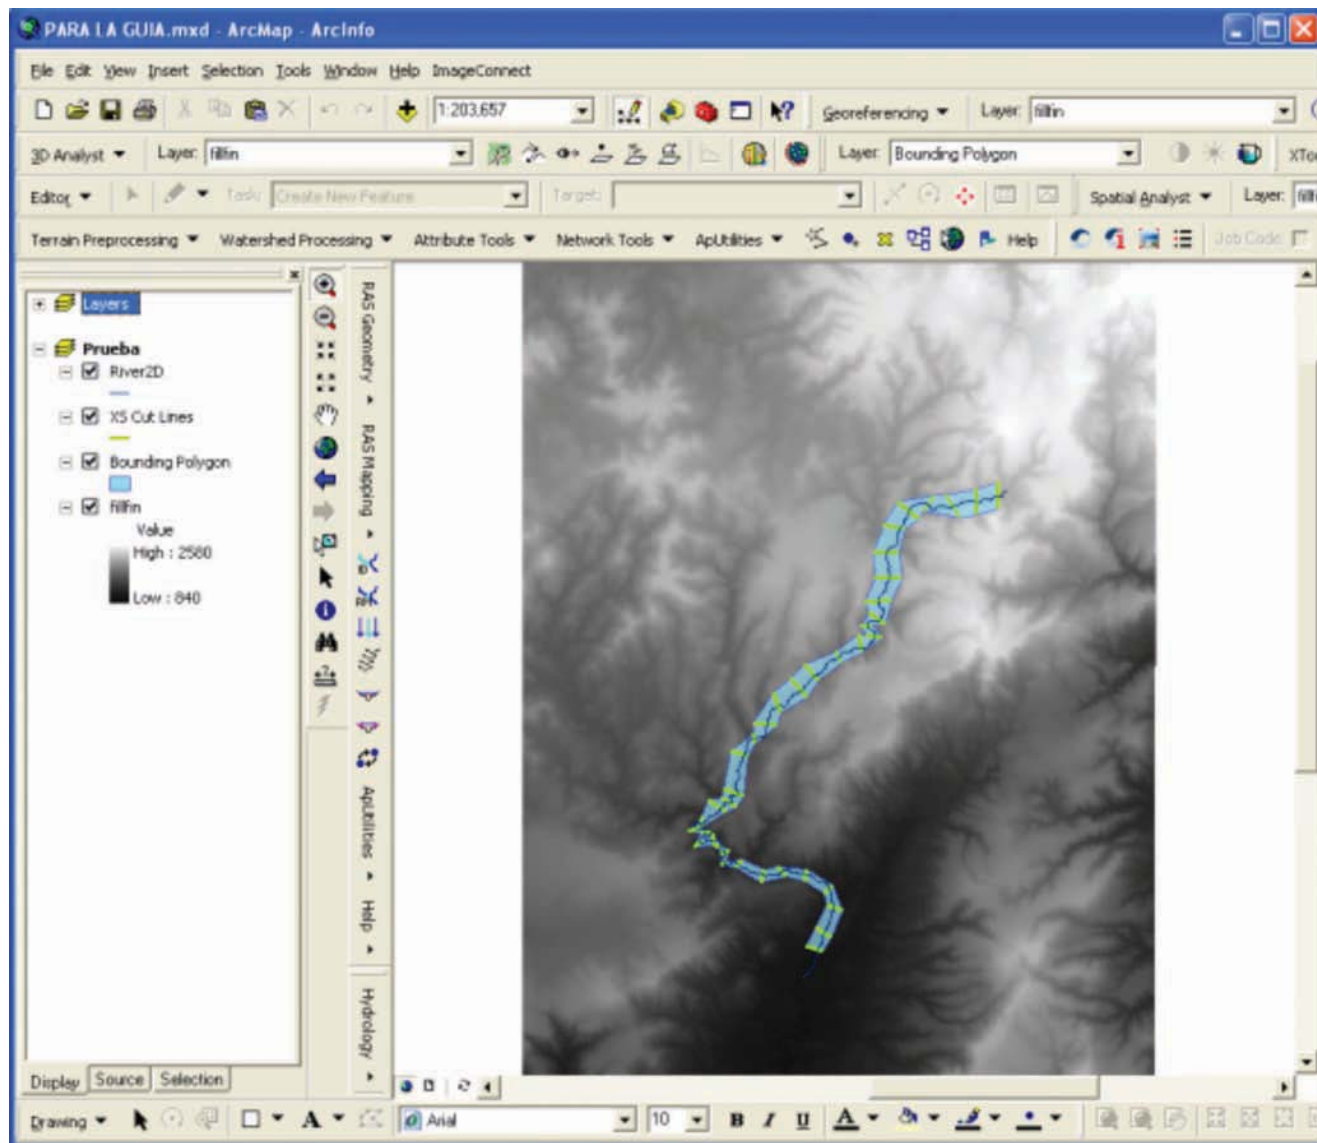 PARA LA GUIA.mxd - ArcMap - ArcInfo
File Edit View Insert Selection Tools Window Help ImageConnect
1:203,657 Georeferencing Layer: fillfin
3D Analyst Layer: fillfin Layer: Bounding Polygon XToo
Editor Task: Create New Feature Target: Spatial Analyst Layer: fillfi
Terrain Preprocessing Watershed Processing Attribute Tools Network Tools ApUtilities Help Job Code:
Layers
Prueba
River2D
XS Cut Lines
Bounding Polygon
fillfin
Value
High : 2580
Low : 840
RAS Geometry
RAS Mapping
ApUtilities
Help
Hydrology
Display Source Selection
Drawing A Arial 10 B I U A